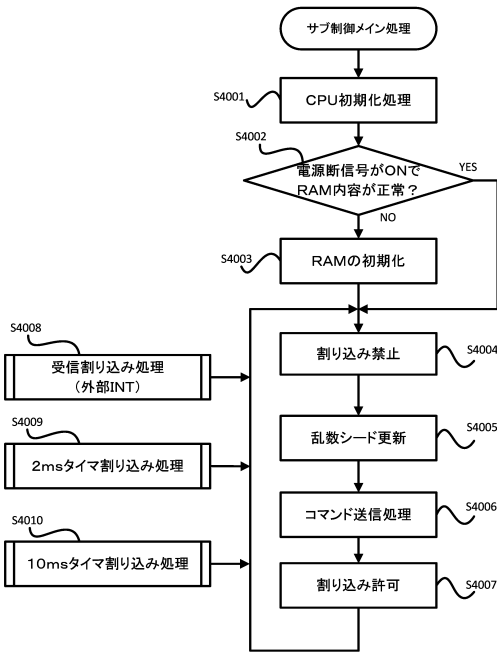 サブ制御メイン処理
S4001
CPU初期化処理
S4002
電源断信号がONで
RAM内容が正常？
YES
NO
S4003
RAMの初期化
S4008
受信割り込み処理
（外部INT）
割り込み禁止
S4004
S4009
2msタイマ割り込み処理
乱数シード更新
S4005
S4010
10msタイマ割り込み処理
コマンド送信処理
S4006
割り込み許可
S4007